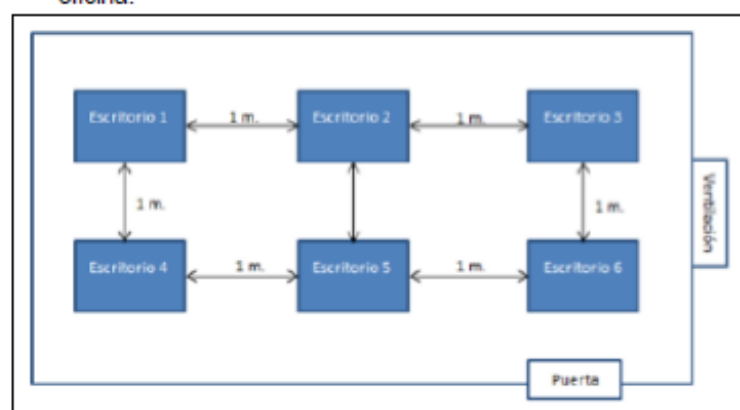 oficina.
Escritorio 1
1 m.
Escritorio 2
1 m.
Escritorio 3
1 m.
1 m.
Ventilación
Escritorio 4
1 m.
Escritorio 5
1 m.
Escritorio 6
Puerta